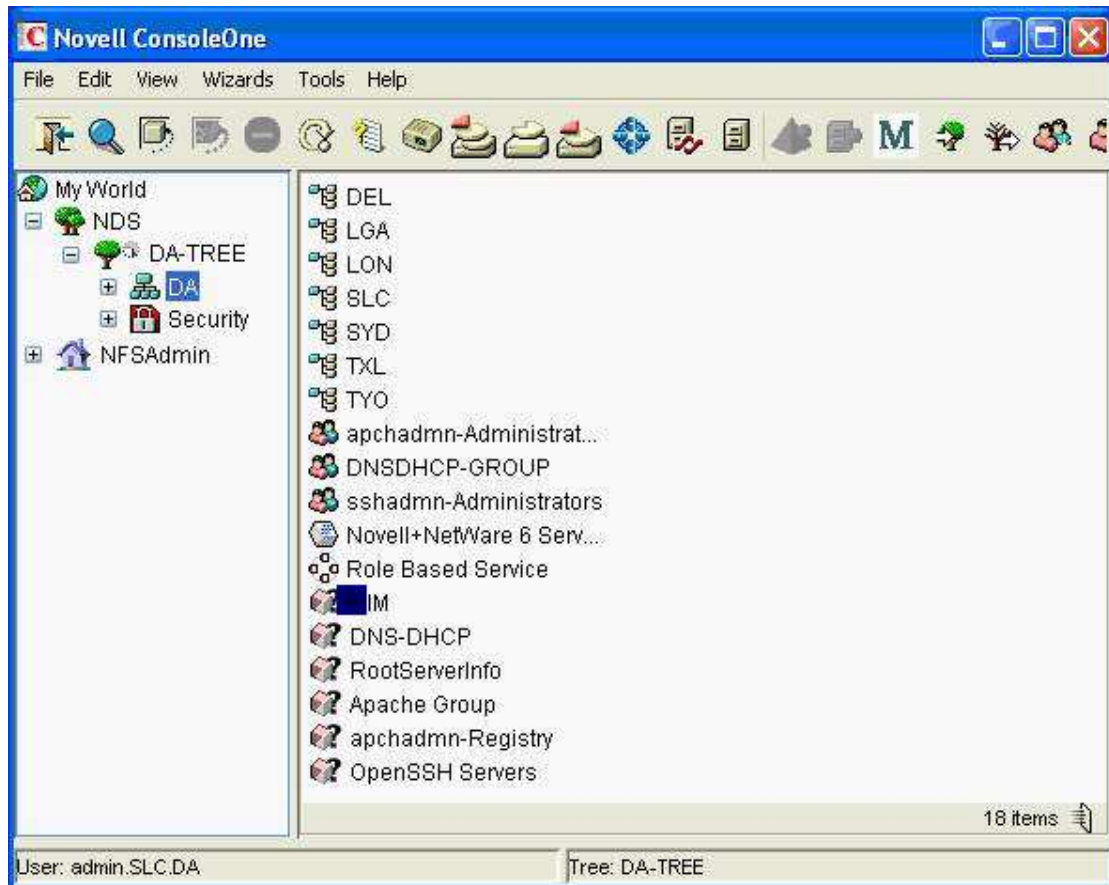 Novell ConsoleOne
File Edit View Wizards Tools Help
M
My World
NDS
DA-TREE
DA
Security
NFSAdmin
DEL
LGA
LON
SLC
SYD
TXL
TYO
apchadmn-Administrat...
DNSDHCP-GROUP
sshadmn-Administrators
Novell+NetWare 6 Serv...
Role Based Service
DNS-DHCP
RootServerInfo
Apache Group
apchadmn-Registry
OpenSSH Servers
18 items
User: admin.SLC.DA
Tree: DA-TREE